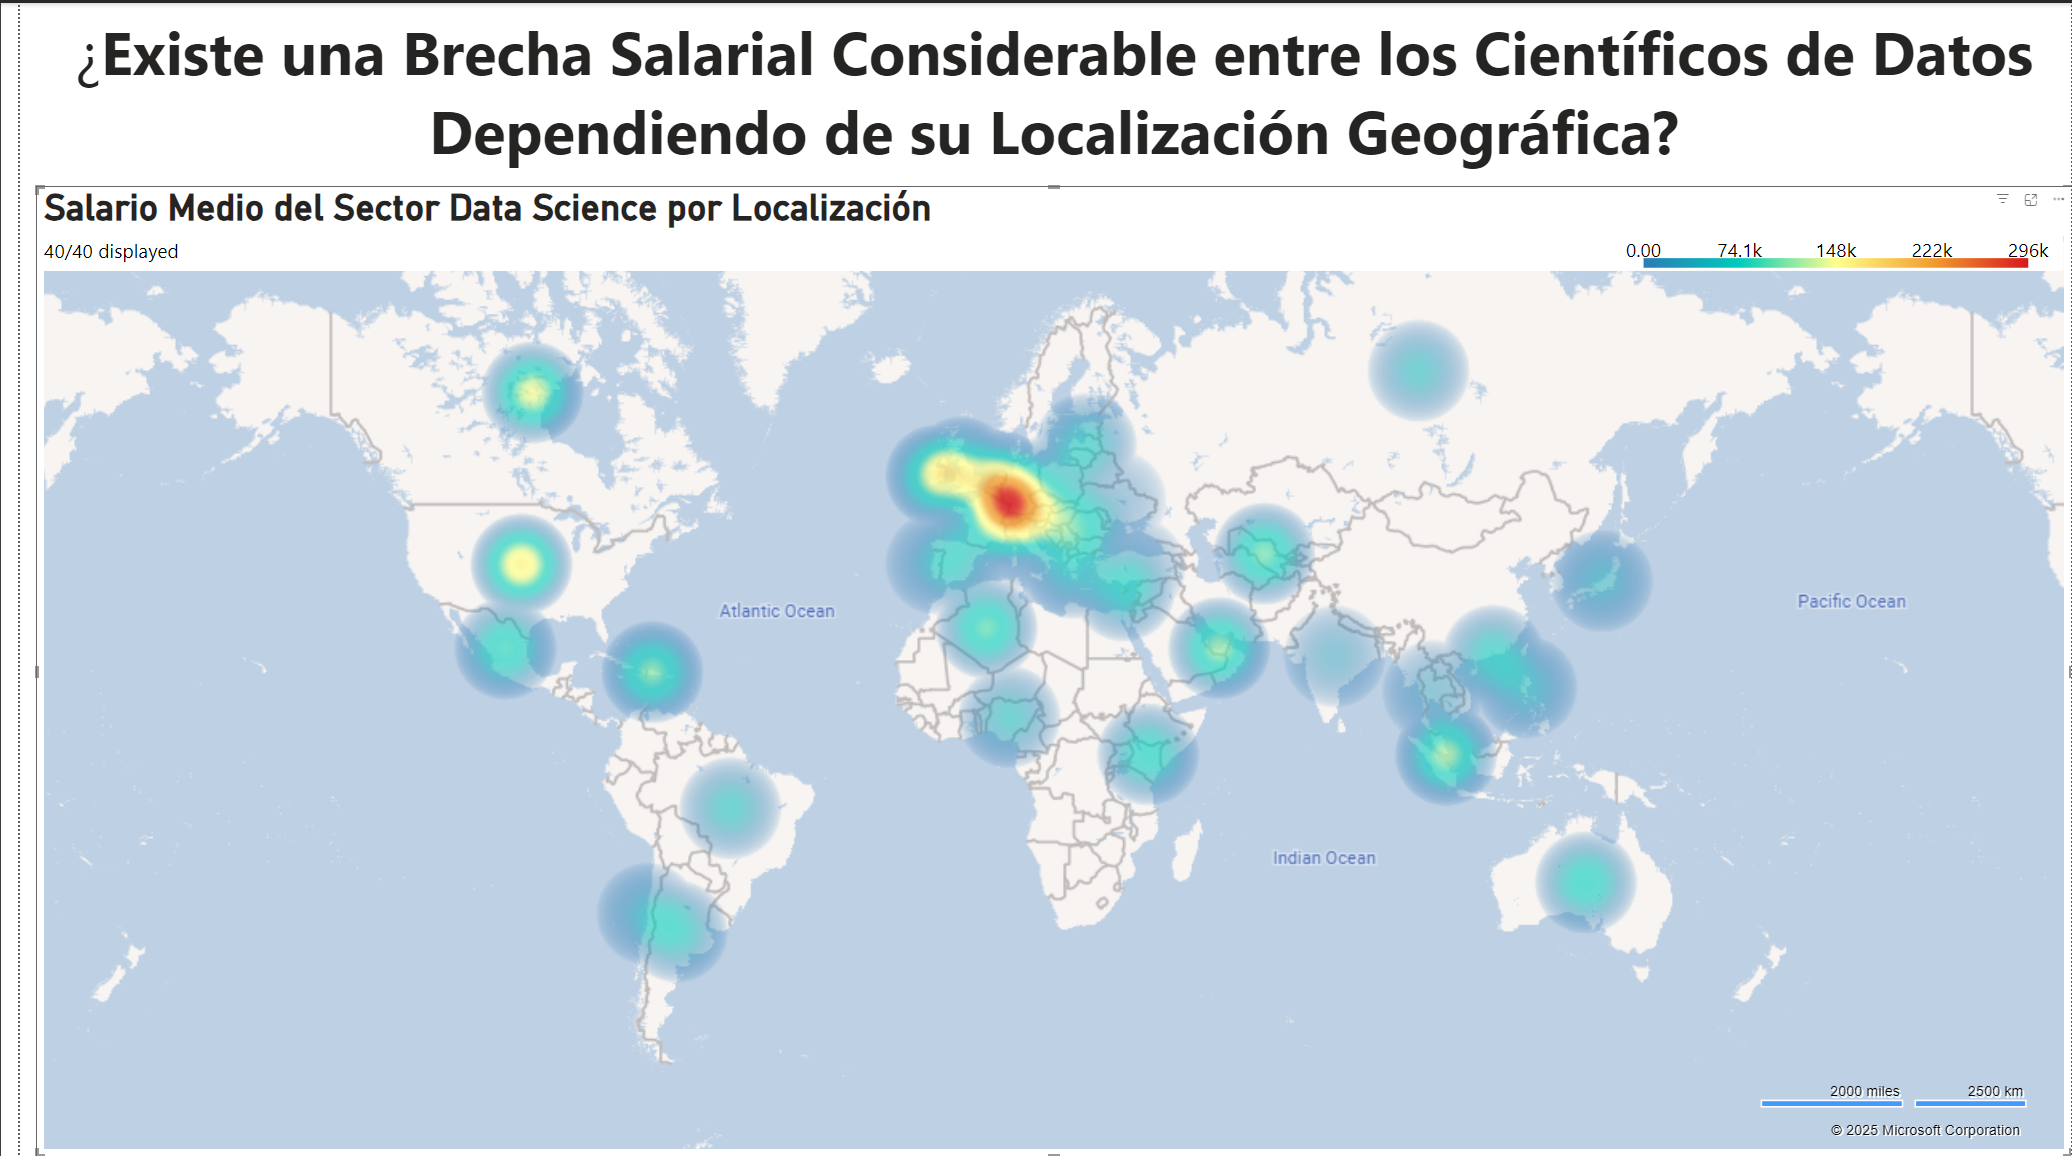 ¿Existe una Brecha Salarial Considerable entre los Científicos de Datos
Dependiendo de su Localización Geográfica?
Salario Medio del Sector Data Science por Localización
40/40 displayed
0.00 74.1k 148k 222k 296k
Atlantic Ocean
Pacific Ocean
Indian Ocean
2000 miles 2500 km
© 2025 Microsoft Corporation